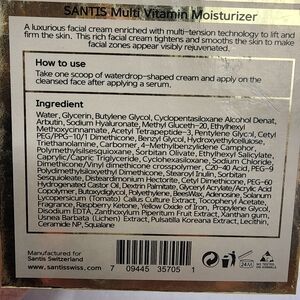 SANTIS Multi Vitamin Moisturizer
A luxurious facial cream enriched with multi-tension technology to lift and
firm the skin. This rich facial cream tightens and smooths the skin to make
facial zones appear visibly rejuvenated.
How to use
Take one scoop of waterdrop-shaped cream and apply on the
cleansed face after applying a serum.
Ingredient
Water, Glycerin, Butylene Glycol, Cyclopentasiloxane Alcohol Denat,
Arbutin, Sodium Hyaluronate, Methyl Gluceth-20, Ethylhexyl
Methoxycinnamate, Acetyl Tetrapeptide-3, Pentylene Glycol, Cetyl
PEG/PPG-10/1 Dimethicone, Benzyl Glycol, Hydroxyethylcellulose,
Triethanolamine, Carbomer, 4-Methylbenzylidene Camphor,
Polymethylsilsesquioxane, Sorbitan Olivate, Ethylhexyl Salicylate,
Caprylic/Capric Triglyceride, Cyclohexasiloxane, Sodium Chloride,
Dimethicone/Vinyl dimethicone crosspolymer, C20-40 Acid, PEG-9
Polydimethylsiloxyethyl Dimethicone, Stearoyl Inulin, Sorbitan
Sesquioleate, Disteardimonium Hectorite, Cetyl Dimethicone, PEG-60
Hydrogenated Castor Oil, Dextrin Palmitate, Glyceryl Acrylate/Acrylic Acid
Copolymer, Butoxydiglycol, Polyethylene, BeesWax, Adenosine, Solanum
Lycopersicum (Tomato) Callus Culture Extract, Tocopheryl Acetate,
Fragrance, Raspberry Ketone, Yellow Oxide of Iron, Propylene Glycol,
Disodium EDTA, Zanthoxylum Piperitum Fruit Extract, Xanthan gum,
Usnea Barbata (Lichen) Extract, Pulsatilla Koreana Extract, Lecithin,
Ceramide NP, Squalane
Manufactured for
Santis Switzerland
www.santisswiss.com
7 09445 35705 1
24M